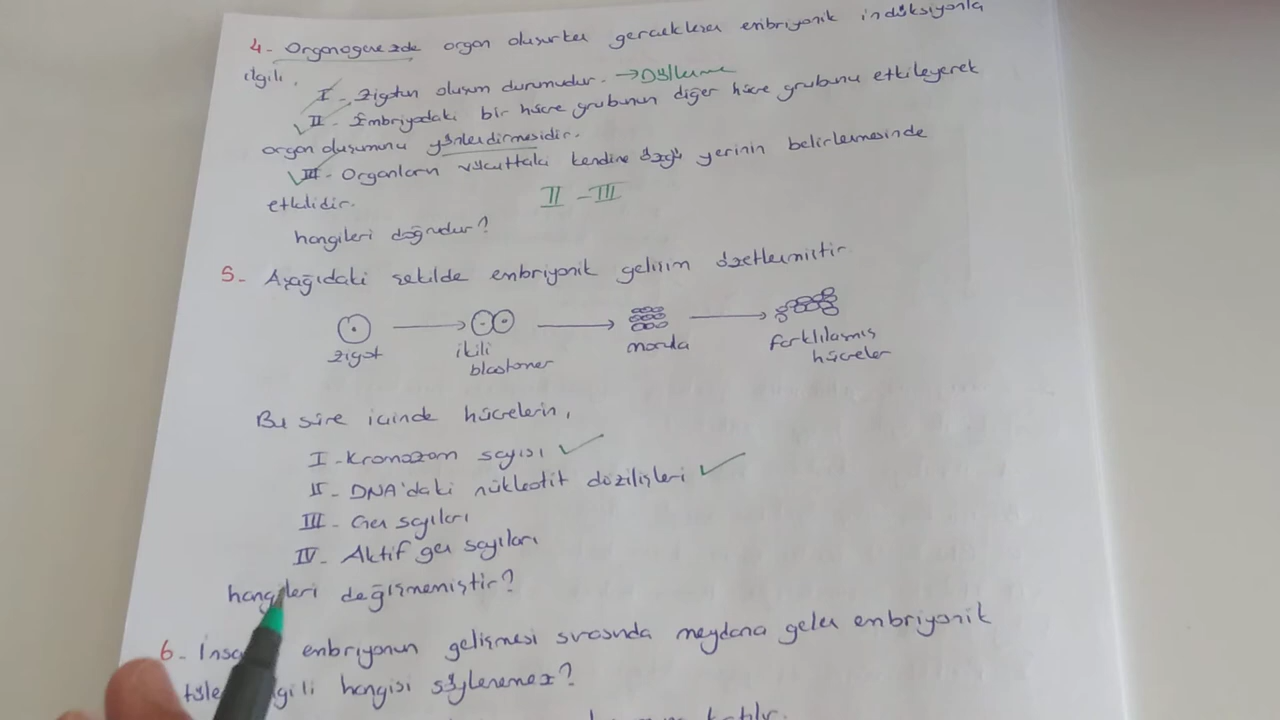 4- Organogenezde organ oluşurken gerçekleşen embriyonik indüksiyonla
ilgili.
I - Zigotun oluşum durumudur. → Döllenme
II - Embriyodaki bir hücre grubunun diğer hücre grubunu etkileyerek
organ oluşumunu yönlendirmesidir.
III - Organların vücuttaki kendine özgü yerinin belirlenmesinde
etkilidir.
II - III
hangileri doğrudur?
5- Aşağıdaki şekilde embriyonik gelişim özetlenmiştir
zigot
ikili
blastomer
morula
farklılaşmış
hücreler
Bu süre içinde hücrelerin,
I - Kromozom sayısı ✓
II - DNA'daki nükleotit dizilişleri ✓
III - Gen sayıları
IV - Aktif gen sayıları
hangileri değişmemiştir?
6- embriyonun gelişmesi sırasında meydana gelen embriyonik
hangisi söylenemez?
katılır.